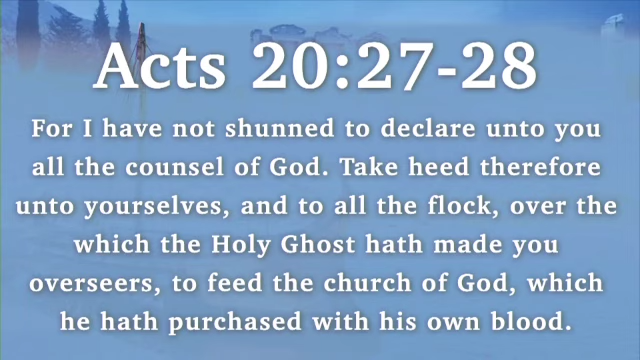 Acts 20:27-28
For I have not shunned to declare unto you
all the counsel of God. Take heed therefore
unto yourselves, and to all the flock, over the
which the Holy Ghost hath made you
overseers, to feed the church of God, which
he hath purchased with his own blood.